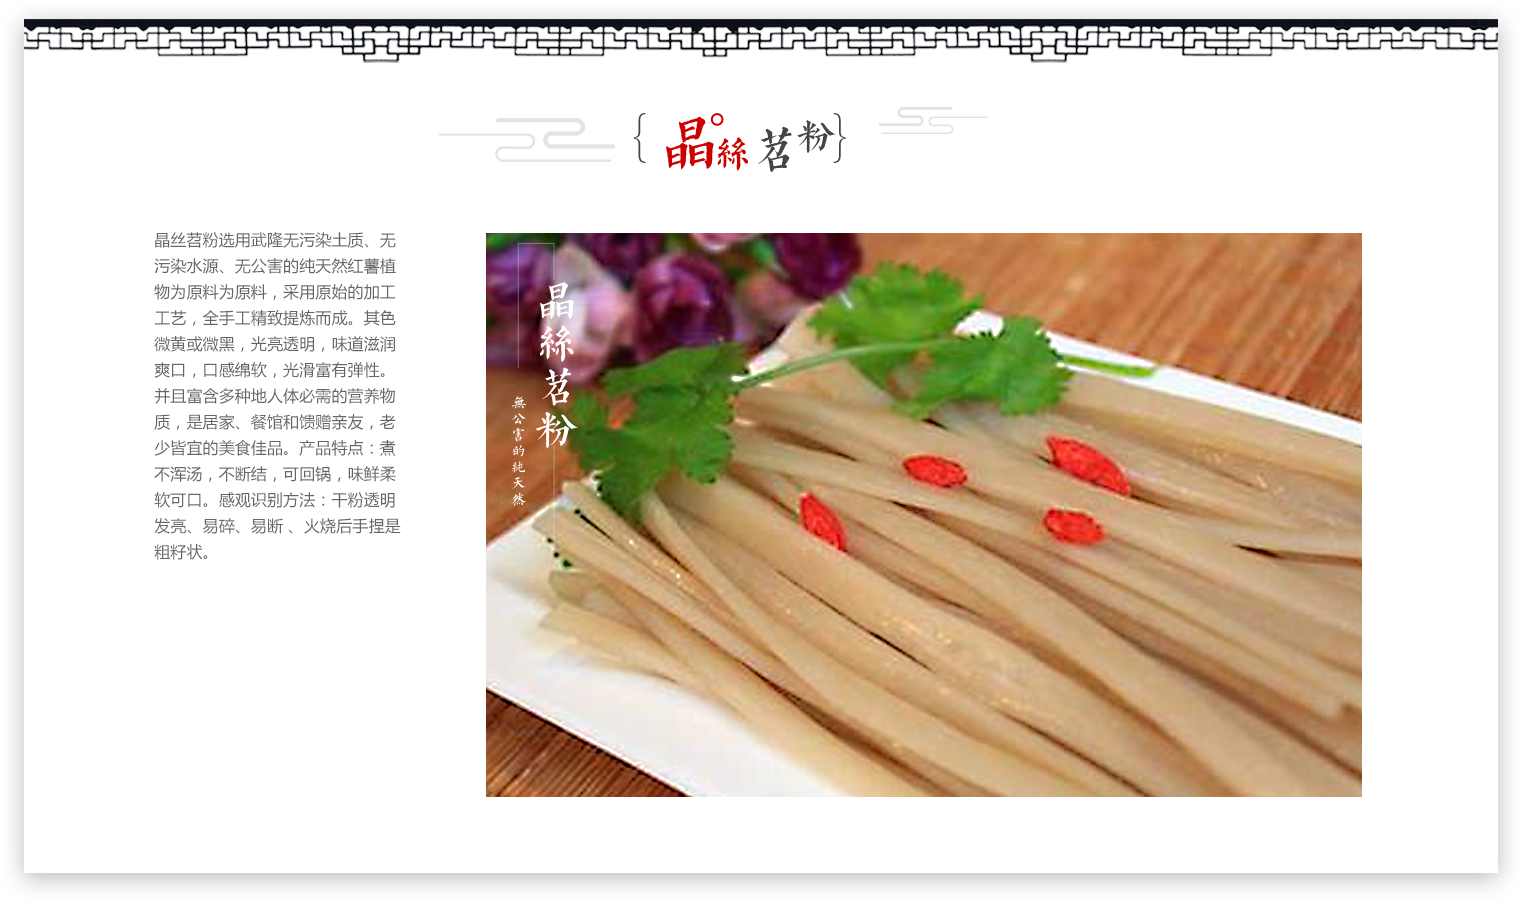 晶絲苕粉
晶丝苕粉选用武隆无污染土质、无
污染水源、无公害的纯天然红薯植
物为原料为原料，采用原始的加工
工艺，全手工精致提炼而成。其色
微黄或微黑，光亮透明，味道滋润
爽口，口感绵软，光滑富有弹性。
并且富含多种地人体必需的营养物
质，是居家、餐馆和馈赠亲友，老
少皆宜的美食佳品。产品特点：煮
不浑汤，不断结，可回锅，味鲜柔
软可口。感观识别方法：干粉透明
发亮、易碎、易断 、火烧后手捏是
粗籽状。
晶絲苕粉
無公害的純天然